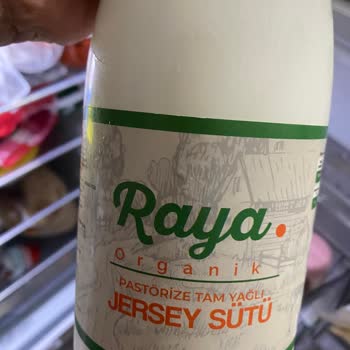 Raya.
organik
PASTÖRİZE TAM YAĞLI
JERSEY SÜTÜ